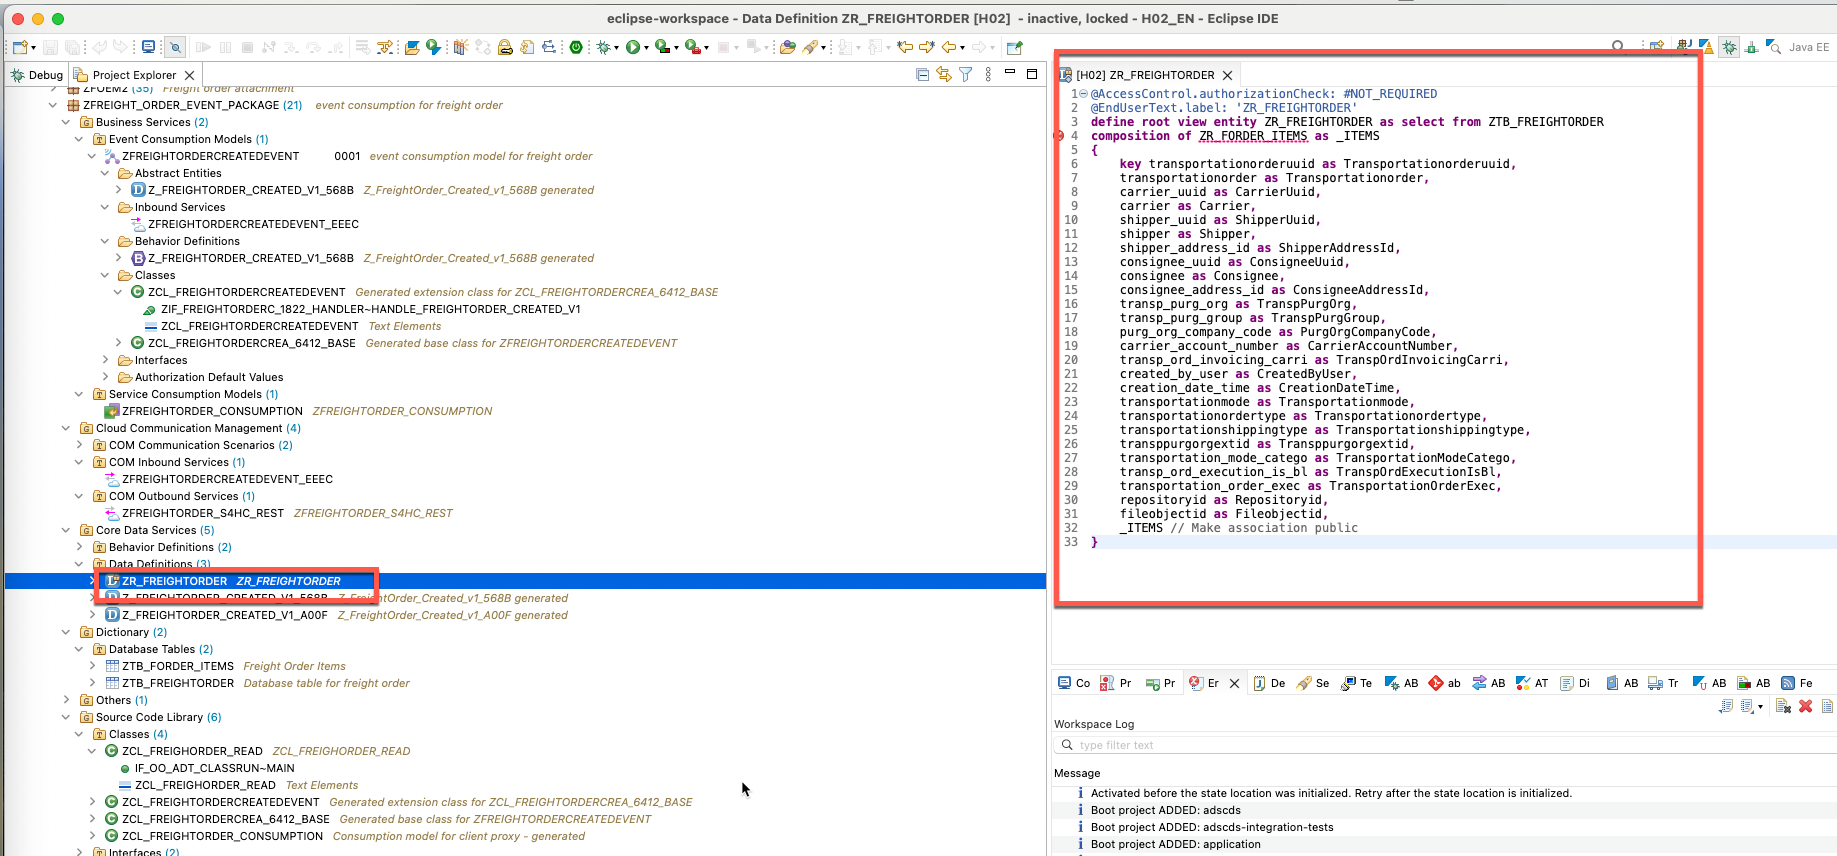 eclipse-workspace - Data Definition ZR_FREIGHTORDER [H02]  - inactive, locked - H02_EN - Eclipse IDE
Java EE
Debug
Project Explorer
ZFOEM2 (35) Freight order attachment
ZFREIGHT_ORDER_EVENT_PACKAGE (21) event consumption for freight order
Business Services (2)
Event Consumption Models (1)
ZFREIGHTORDERCREATEDEVENT 0001 event consumption model for freight order
Abstract Entities
Z_FREIGHTORDER_CREATED_V1_568B Z_FreightOrder_Created_v1_568B generated
Inbound Services
ZFREIGHTORDERCREATEDEVENT_EEEC
Behavior Definitions
Z_FREIGHTORDER_CREATED_V1_568B Z_FreightOrder_Created_v1_568B generated
Classes
ZCL_FREIGHTORDERCREATEDEVENT Generated extension class for ZCL_FREIGHTORDERCREA_6412_BASE
ZIF_FREIGHTORDERC_1822_HANDLER~HANDLE_FREIGHTORDER_CREATED_V1
ZCL_FREIGHTORDERCREATEDEVENT Text Elements
ZCL_FREIGHTORDERCREA_6412_BASE Generated base class for ZFREIGHTORDERCREATEDEVENT
Interfaces
Authorization Default Values
Service Consumption Models (1)
ZFREIGHTORDER_CONSUMPTION ZFREIGHTORDER_CONSUMPTION
Cloud Communication Management (4)
COM Communication Scenarios (2)
COM Inbound Services (1)
ZFREIGHTORDERCREATEDEVENT_EEEC
COM Outbound Services (1)
ZFREIGHTORDER_S4HC_REST ZFREIGHTORDER_S4HC_REST
Core Data Services (5)
Behavior Definitions (2)
Data Definitions (3)
ZR_FREIGHTORDER ZR_FREIGHTORDER
Z_FREIGHTORDER_CREATED_V1_568B Z_FreightOrder_Created_v1_568B generated
Z_FREIGHTORDER_CREATED_V1_A00F Z_FreightOrder_Created_v1_A00F generated
Dictionary (2)
Database Tables (2)
ZTB_FORDER_ITEMS Freight Order Items
ZTB_FREIGHTORDER Database table for freight order
Others (1)
Source Code Library (6)
Classes (4)
ZCL_FREIGHORDER_READ ZCL_FREIGHORDER_READ
IF_OO_ADT_CLASSRUN~MAIN
ZCL_FREIGHORDER_READ Text Elements
ZCL_FREIGHTORDERCREATEDEVENT Generated extension class for ZCL_FREIGHTORDERCREA_6412_BASE
ZCL_FREIGHTORDERCREA_6412_BASE Generated base class for ZFREIGHTORDERCREATEDEVENT
ZCL_FREIGHTORDER_CONSUMPTION Consumption model for client proxy - generated
Interfaces (2)
[H02] ZR_FREIGHTORDER
1 @AccessControl.authorizationCheck: #NOT_REQUIRED
2 @EndUserText.label: 'ZR_FREIGHTORDER'
3 define root view entity ZR_FREIGHTORDER as select from ZTB_FREIGHTORDER
4 composition of ZR_FORDER_ITEMS as _ITEMS
5 {
6 key transportationorderuuid as Transportationorderuuid,
7 transportationorder as Transportationorder,
8 carrier_uuid as CarrierUuid,
9 carrier as Carrier,
10 shipper_uuid as ShipperUuid,
11 shipper as Shipper,
12 shipper_address_id as ShipperAddressId,
13 consignee_uuid as ConsigneeUuid,
14 consignee as Consignee,
15 consignee_address_id as ConsigneeAddressId,
16 transp_purg_org as TranspPurgOrg,
17 transp_purg_group as TranspPurgGroup,
18 purg_org_company_code as PurgOrgCompanyCode,
19 carrier_account_number as CarrierAccountNumber,
20 transp_ord_invoicing_carri as TranspOrdInvoicingCarri,
21 created_by_user as CreatedByUser,
22 creation_date_time as CreationDateTime,
23 transportationmode as Transportationmode,
24 transportationordertype as Transportationordertype,
25 transportationshippingtype as Transportationshippingtype,
26 transppurgorgextid as Transppurgorgextid,
27 transportation_mode_catego as TransportationModeCatego,
28 transp_ord_execution_is_bl as TranspOrdExecutionIsBl,
29 transportation_order_exec as TransportationOrderExec,
30 repositoryid as Repositoryid,
31 fileobjectid as Fileobjectid,
32 _ITEMS // Make association public
33 }
Co Pr Pr Er De Se Te AB ab AB AT Di AB Tr AB AB Fe
Workspace Log
type filter text
Message
Activated before the state location was initialized. Retry after the state location is initialized.
Boot project ADDED: adscds
Boot project ADDED: adscds-integration-tests
Boot project ADDED: application